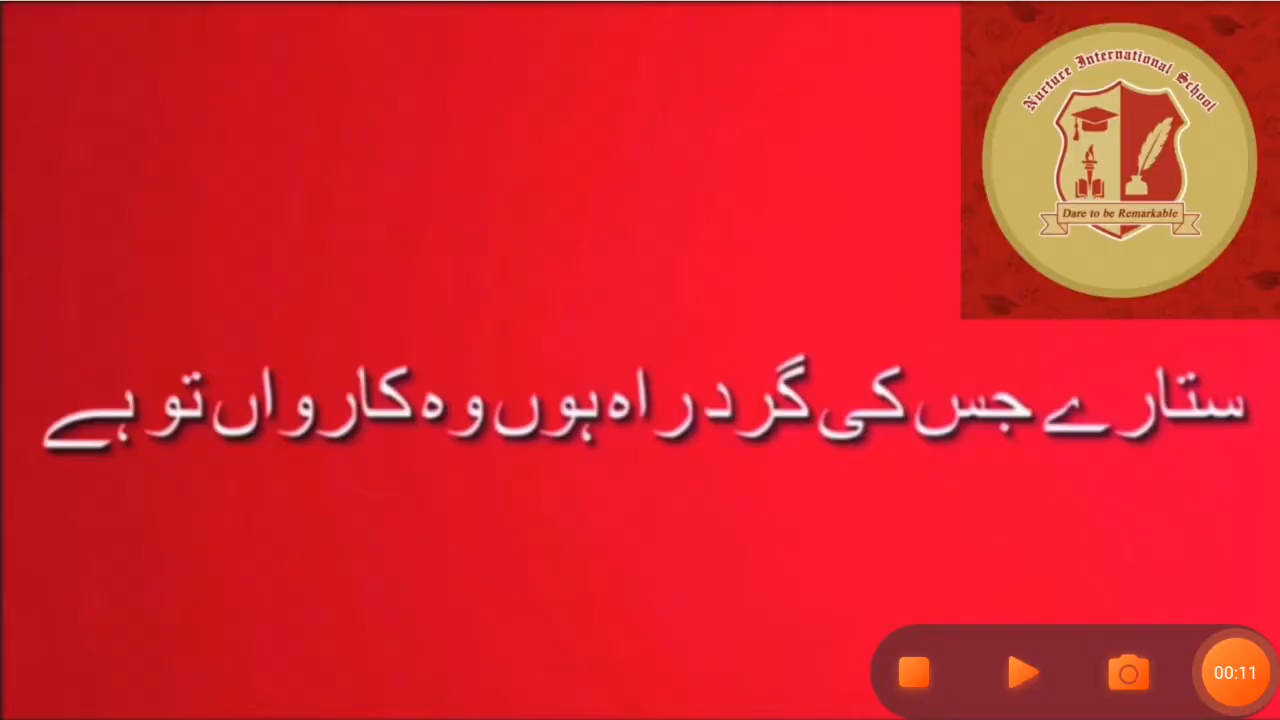 Nurture International School
Dare to be Remarkable
ستارے جس کی گرد راہ ہوں وہ کارواں تو ہے
00:11